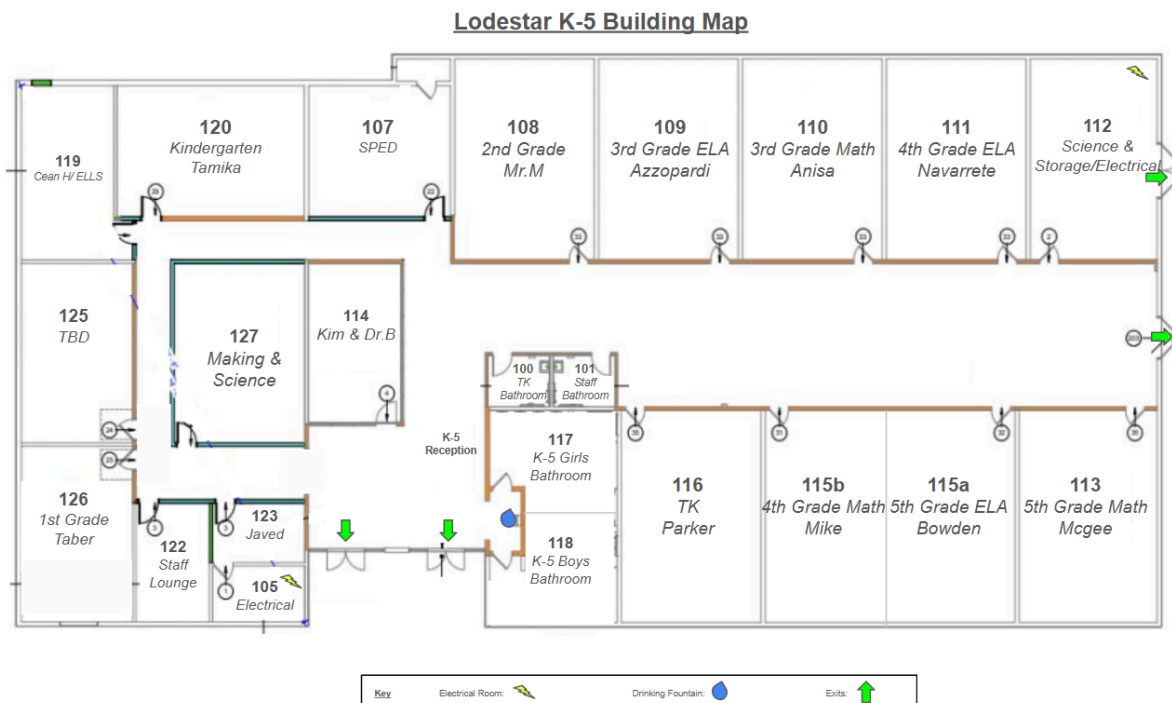 Lodestar K-5 Building Map
120
Kindergarten
Tamika
107
SPED
108
2nd Grade
Mr.M
109
3rd Grade ELA
Azzopardi
110
3rd Grade Math
Anisa
111
4th Grade ELA
Navarrete
112
Science &
Storage/Electrical
119
Cean H/ ELLS
125
TBD
127
Making &
Science
114
Kim & Dr.B
4
2
100
TK
Bathroom
101
Staff
Bathroom
K-5
Reception
117
K-5 Girls
Bathroom
118
K-5 Boys
Bathroom
116
TK
Parker
115b
4th Grade Math
Mike
115a
5th Grade ELA
Bowden
113
5th Grade Math
Mcgee
126
1st Grade
Taber
122
Staff
Lounge
123
Javed
105
Electrical
1
Key
Electrical Room:
Drinking Fountain:
Exits: